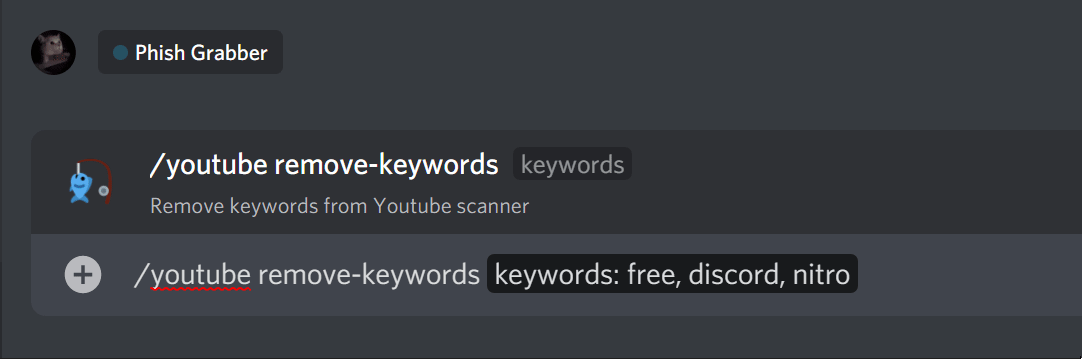 Phish Grabber
/youtube remove-keywords keywords
Remove keywords from Youtube scanner
/youtube remove-keywords keywords: free, discord, nitro